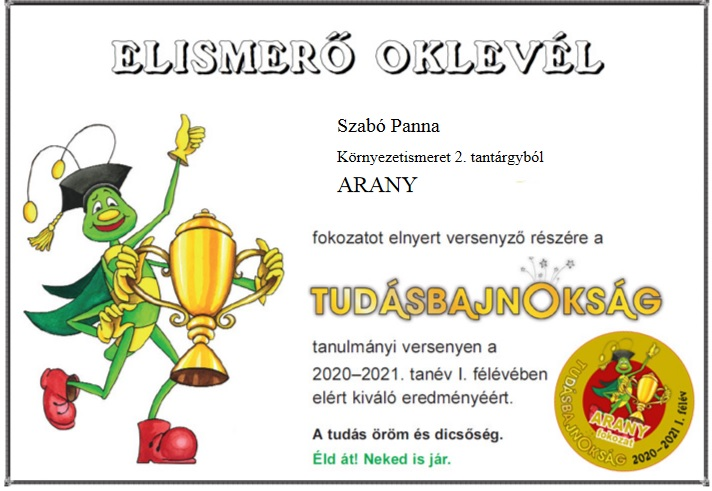 ELISMERŐ OKLEVÉL
Szabó Panna
Környezetismeret 2. tantárgyból
ARANY
fokozatot elnyert versenyző részére a
TUDÁSBAJNOKSÁG
tanulmányi versenyen a
2020–2021. tanév I. félévében
elért kiváló eredményéért.
A tudás öröm és dicsőség.
Éld át! Neked is jár.
ARANY
fokozat
TUDÁSBAJNOKSÁG 2020-2021 I. félév